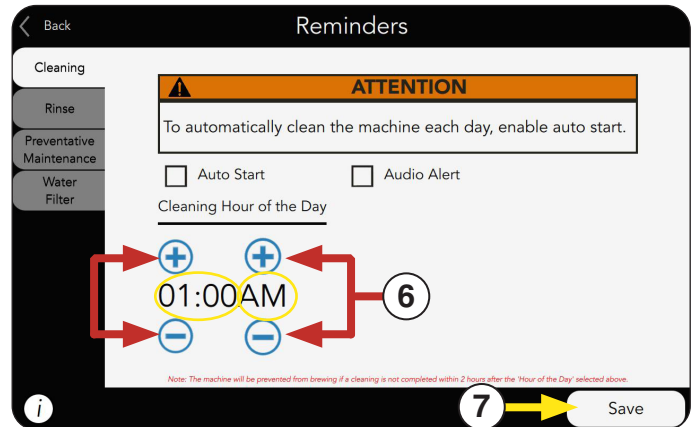 Back
Reminders
Cleaning
Rinse
Preventative
Maintenance
Water
Filter
ATTENTION
To automatically clean the machine each day, enable auto start.
Auto Start
Audio Alert
Cleaning Hour of the Day
01:00 AM
6
Note: The machine will be prevented from brewing if a cleaning is not completed within 2 hours after the 'Hour of the Day' selected above.
i
7
Save